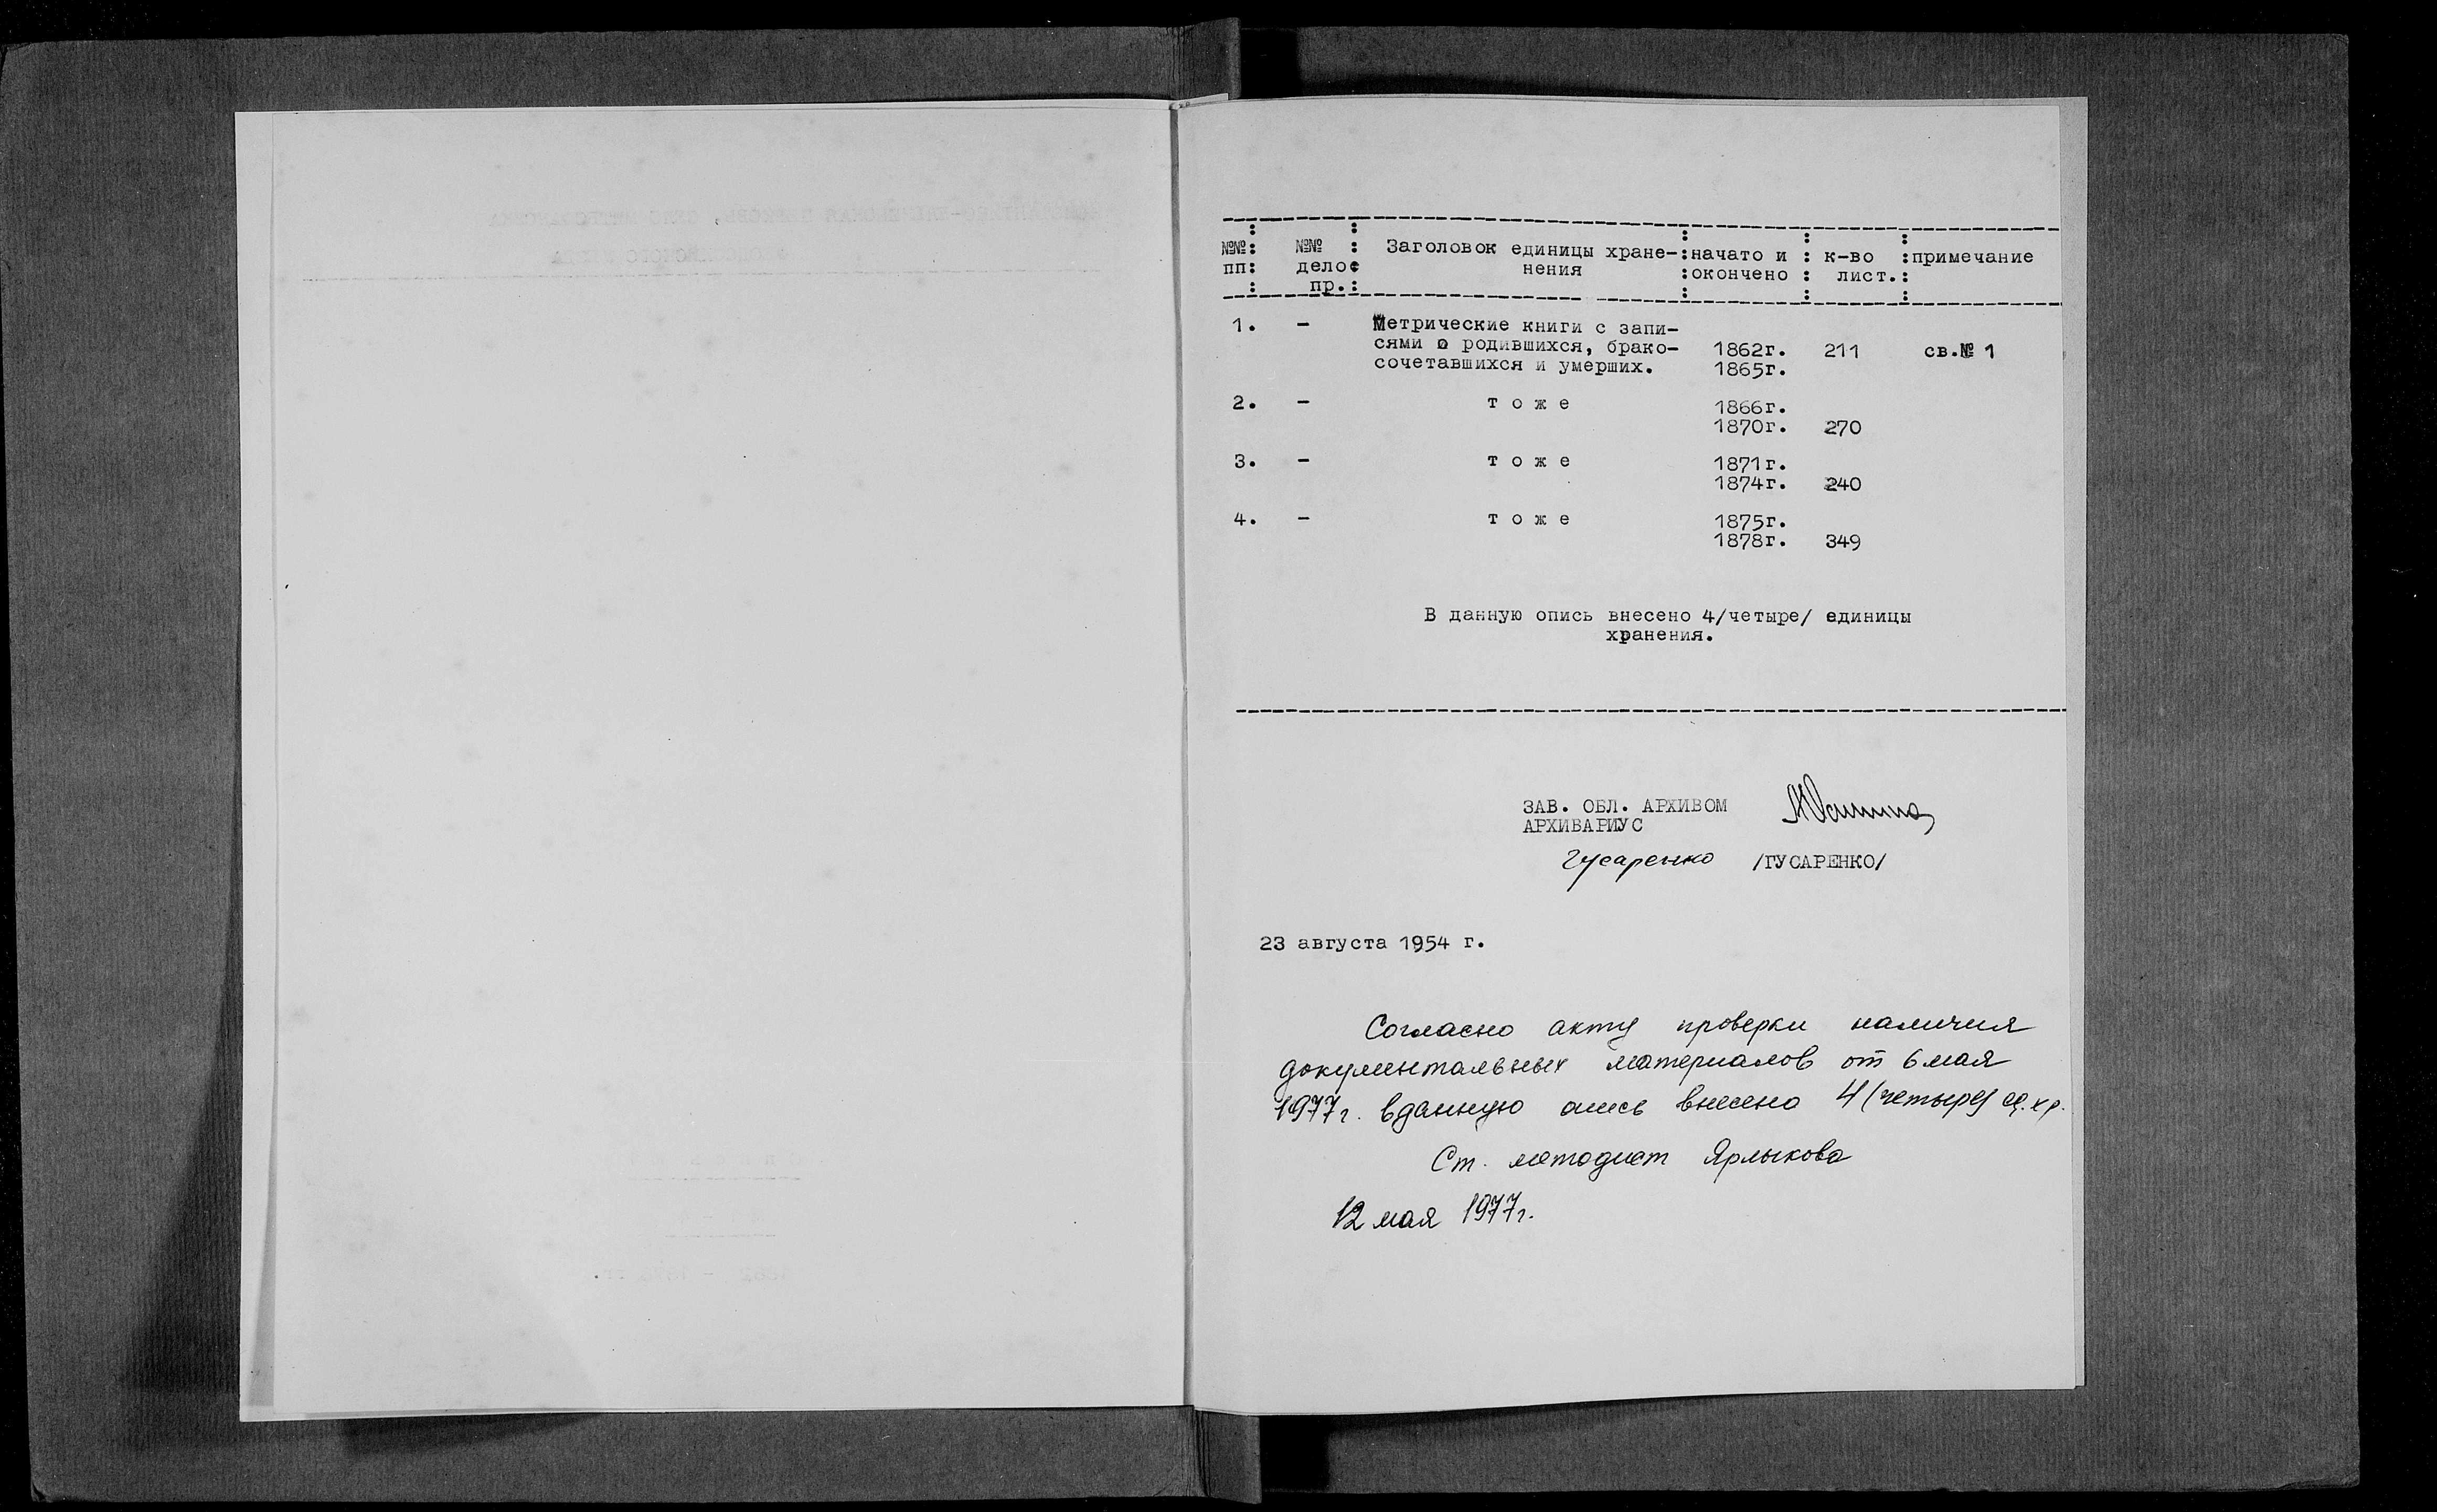 №№ : №№ : Заголовок единицы хране- : начато и : к-во : примечание
пп : дело : нения : окончено : лист. :
: пр. : : : :
1. - Метрические книги с запи-
сями о родившихся, брако- 1862г. 211 св.№ 1
сочетавшихся и умерших. 1865г.
2. - т о ж е 1866г.
1870г. 270
3. - т о ж е 1871г.
1874г. 240
4. - т о ж е 1875г.
1878г. 349
В данную опись внесено 4/четыре/ единицы
хранения.
ЗАВ. ОБЛ. АРХИВОМ
АРХИВАРИУС
Гусаренко /ГУСАРЕНКО/
23 августа 1954 г.
Согласно акту проверки наличия
документальных материалов от 6 мая
1977г. в данную опись внесено 4 (четыре) ед. хр.
Ст. методист Ярлыкова
12 мая 1977г.